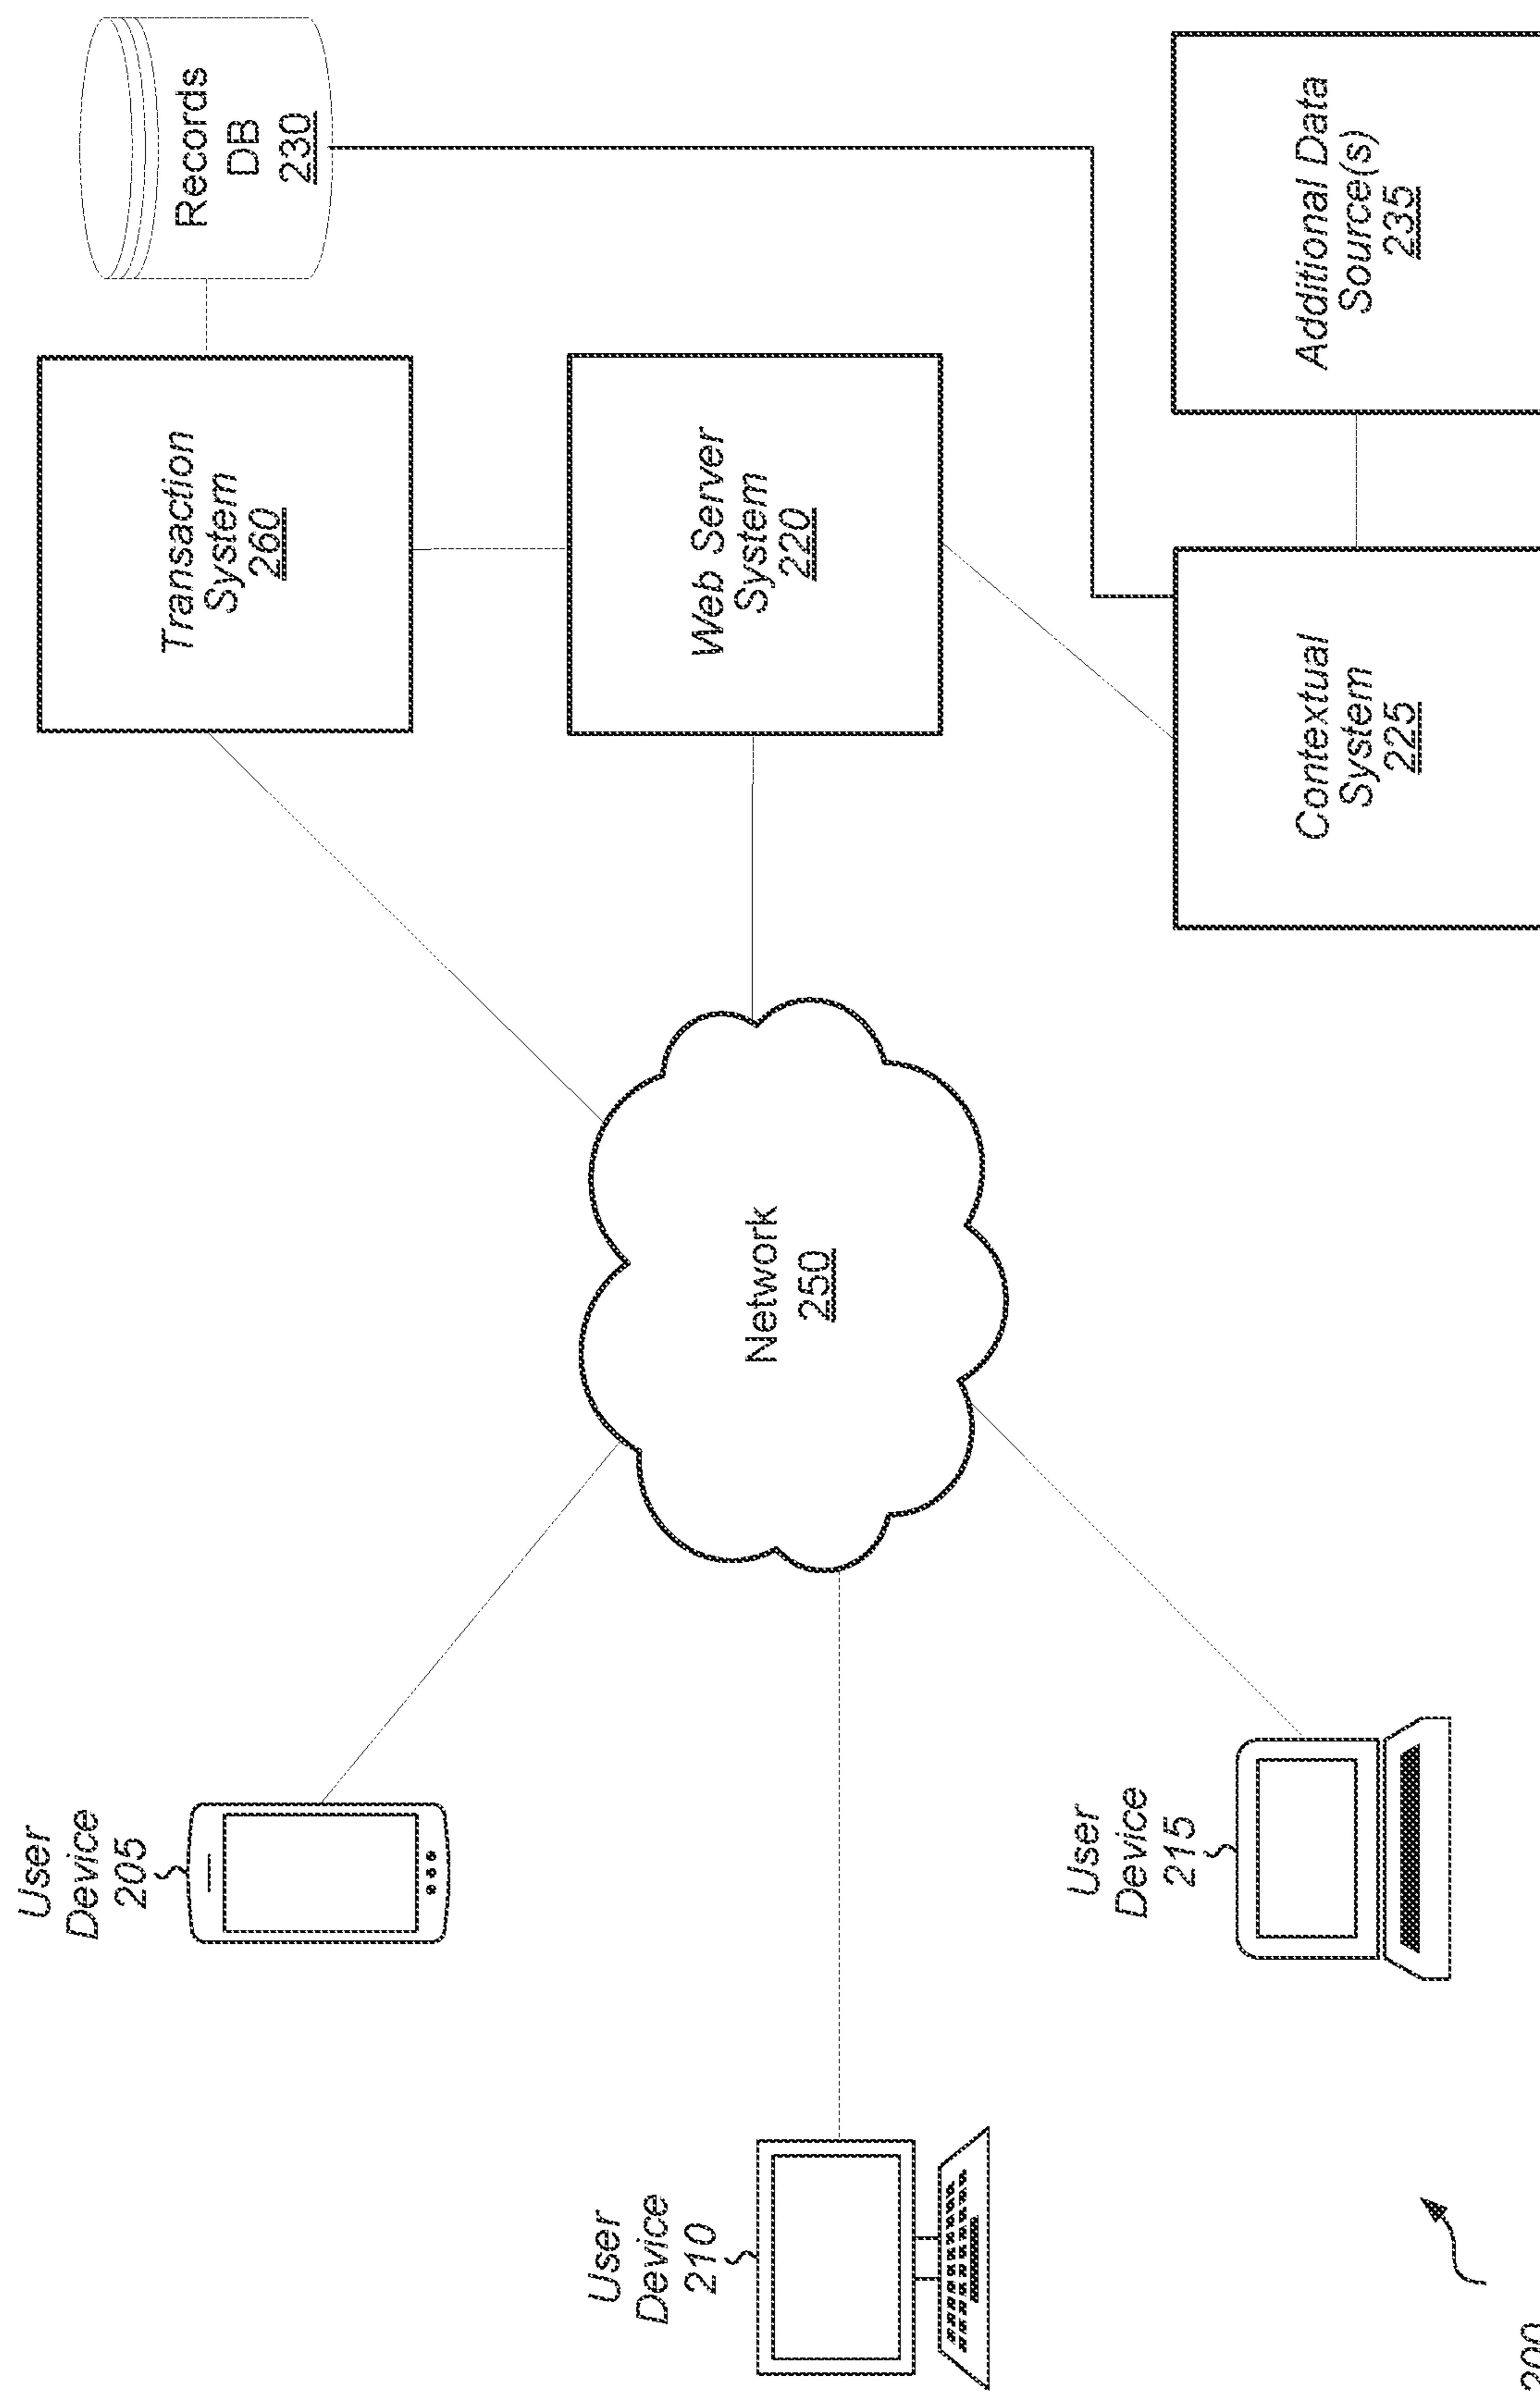 User
Device
205
Transaction
System
260
Records
DB
230
User
Device
210
Network
250
Web Server
System
220
User
Device
215
Contextual
System
225
Additional Data
Source(s)
235
200